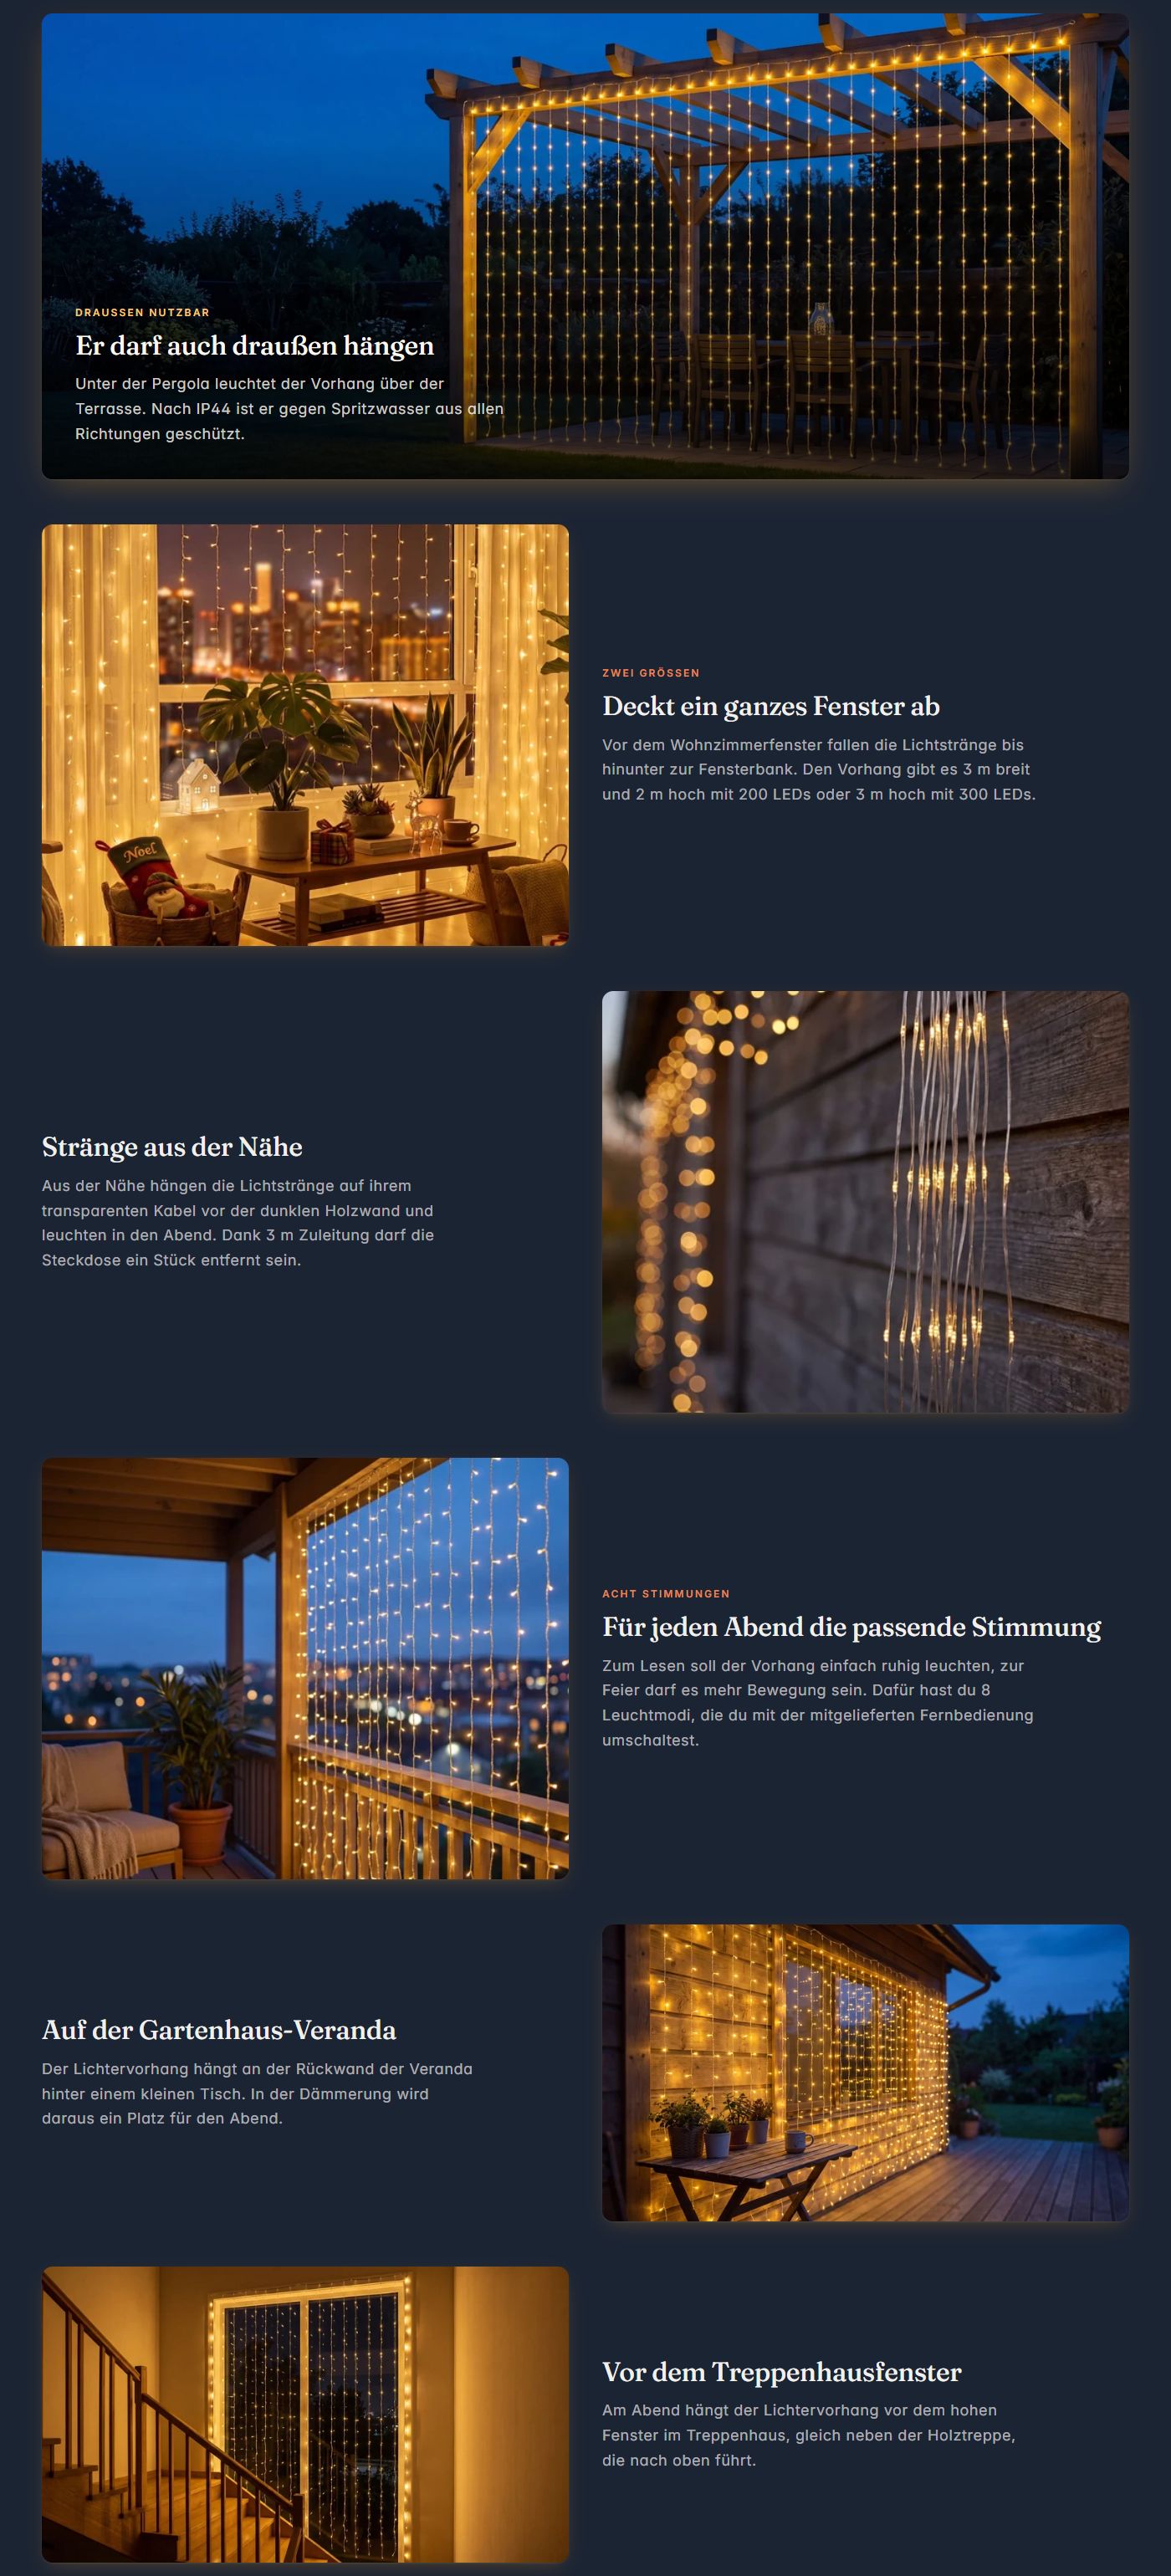 DRAUSSEN NUTZBAR
Er darf auch draußen hängen
Unter der Pergola leuchtet der Vorhang über der
Terrasse. Nach IP44 ist er gegen Spritzwasser aus allen
Richtungen geschützt.
ZWEI GRÖSSEN
Deckt ein ganzes Fenster ab
Vor dem Wohnzimmerfenster fallen die Lichtstränge bis
hinunter zur Fensterbank. Den Vorhang gibt es 3 m breit
und 2 m hoch mit 200 LEDs oder 3 m hoch mit 300 LEDs.
Noel
Stränge aus der Nähe
Aus der Nähe hängen die Lichtstränge auf ihrem
transparenten Kabel vor der dunklen Holzwand und
leuchten in den Abend. Dank 3 m Zuleitung darf die
Steckdose ein Stück entfernt sein.
ACHT STIMMUNGEN
Für jeden Abend die passende Stimmung
Zum Lesen soll der Vorhang einfach ruhig leuchten, zur
Feier darf es mehr Bewegung sein. Dafür hast du 8
Leuchtmodi, die du mit der mitgelieferten Fernbedienung
umschaltest.
Auf der Gartenhaus-Veranda
Der Lichtervorhang hängt an der Rückwand der Veranda
hinter einem kleinen Tisch. In der Dämmerung wird
daraus ein Platz für den Abend.
Vor dem Treppenhausfenster
Am Abend hängt der Lichtervorhang vor dem hohen
Fenster im Treppenhaus, gleich neben der Holztreppe,
die nach oben führt.